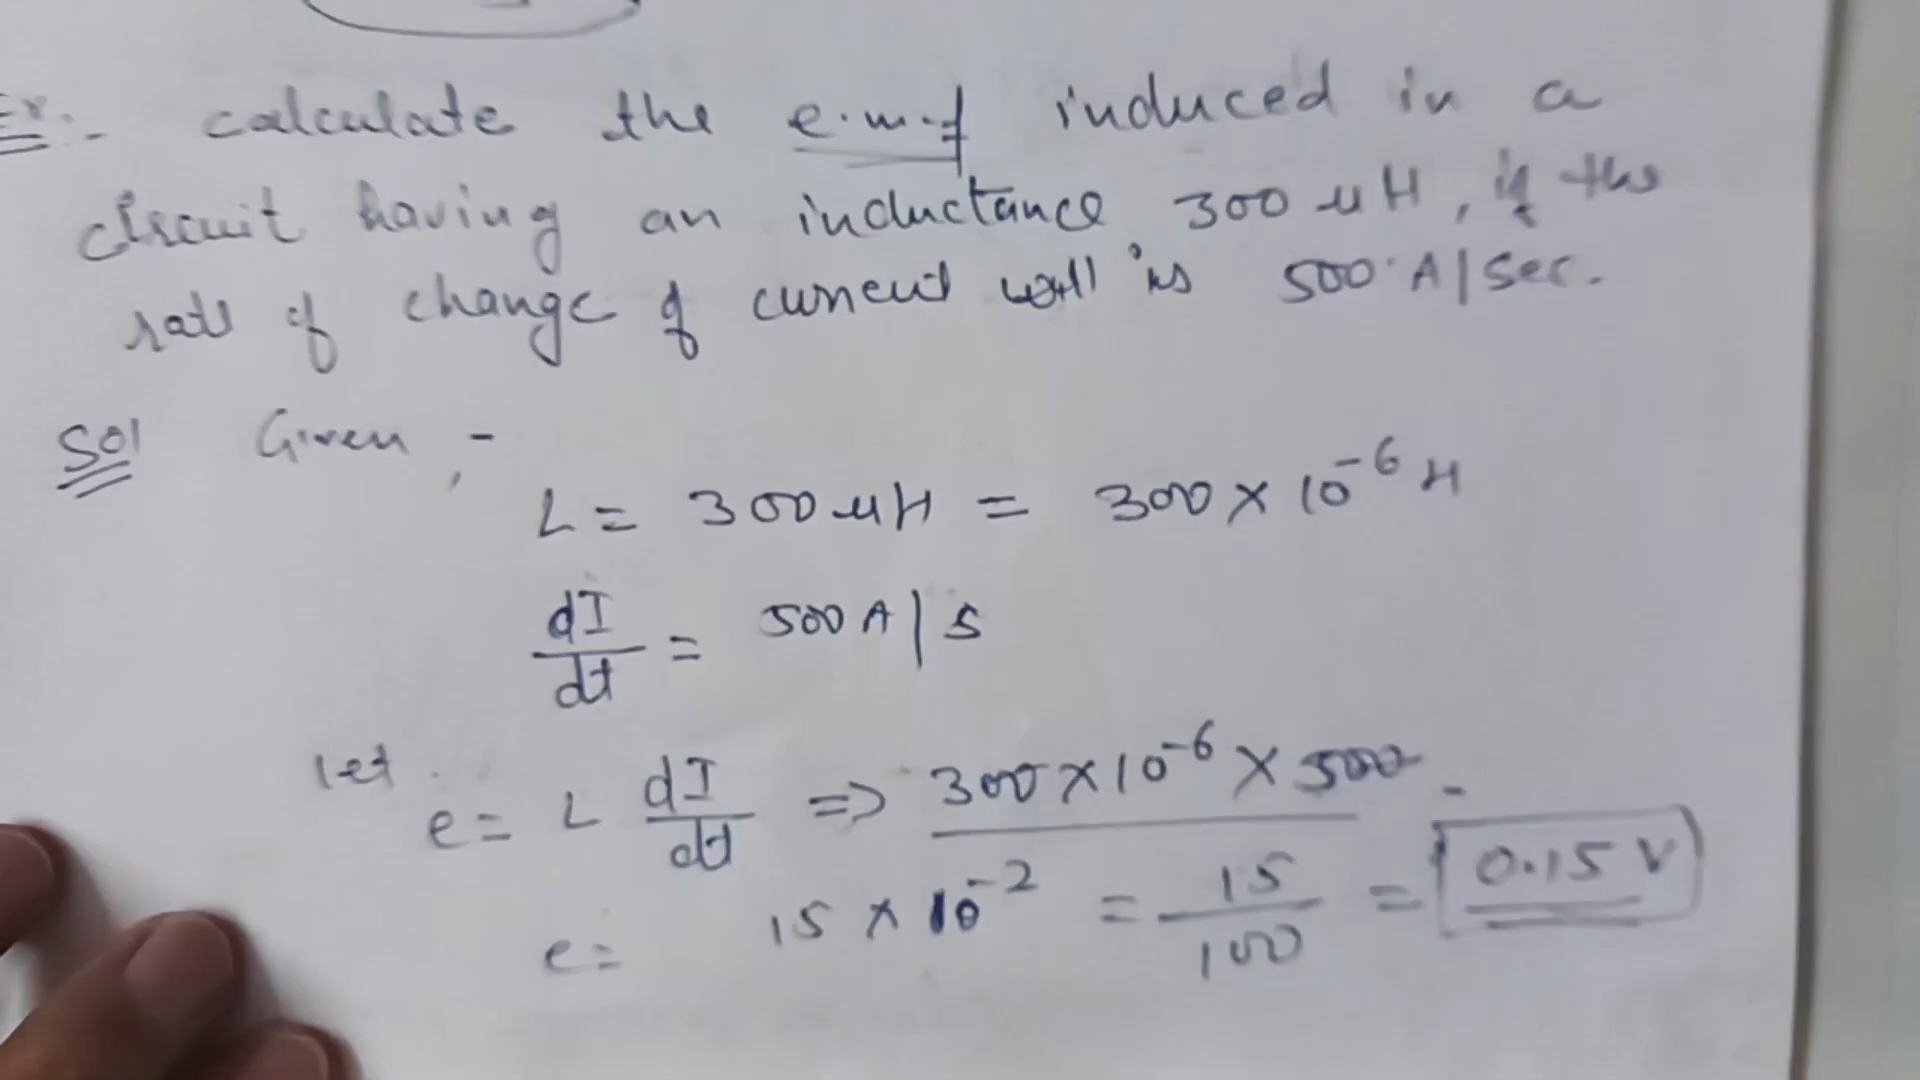 Ex:- calculate the e.m.f induced in a
circuit having an inductance 300 μH, if the
rate of change of current will is 500 A/sec.
Sol Given,-
L = 300 μH = 300 × 10⁻⁶ H
dI/dt = 500 A/s
let e = L dI/dt => 300 × 10⁻⁶ × 500
e = 15 × 10⁻² = 15/100 = 0.15 V